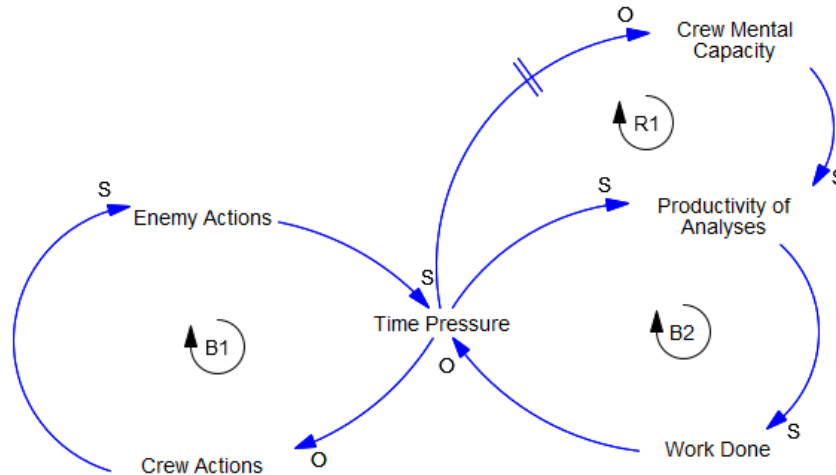 O
Crew Mental
Capacity
R1
S
S
S
Productivity of
Analyses
Enemy Actions
S
Time Pressure
B1
B2
O
S
O
Crew Actions
Work Done